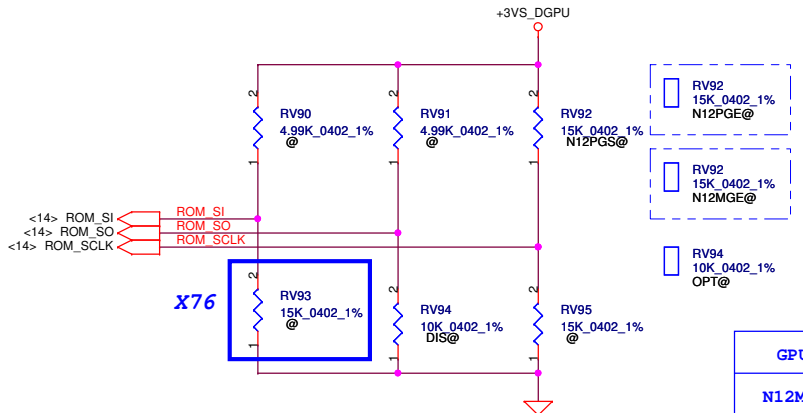 +3VS_DGPU
2
2
2
RV90
4.99K_0402_1%
@
RV91
4.99K_0402_1%
@
RV92
15K_0402_1%
N12PGS@
1
1
1
RV92
15K_0402_1%
N12PGE@
RV92
15K_0402_1%
N12MGE@
<14> ROM_SI
ROM_SI
<14> ROM_SO
ROM_SO
<14> ROM_SCLK
ROM_SCLK
RV94
10K_0402_1%
OPT@
X76
2
2
2
RV93
15K_0402_1%
@
RV94
10K_0402_1%
DIS@
RV95
15K_0402_1%
@
1
1
1
GPU
N12M